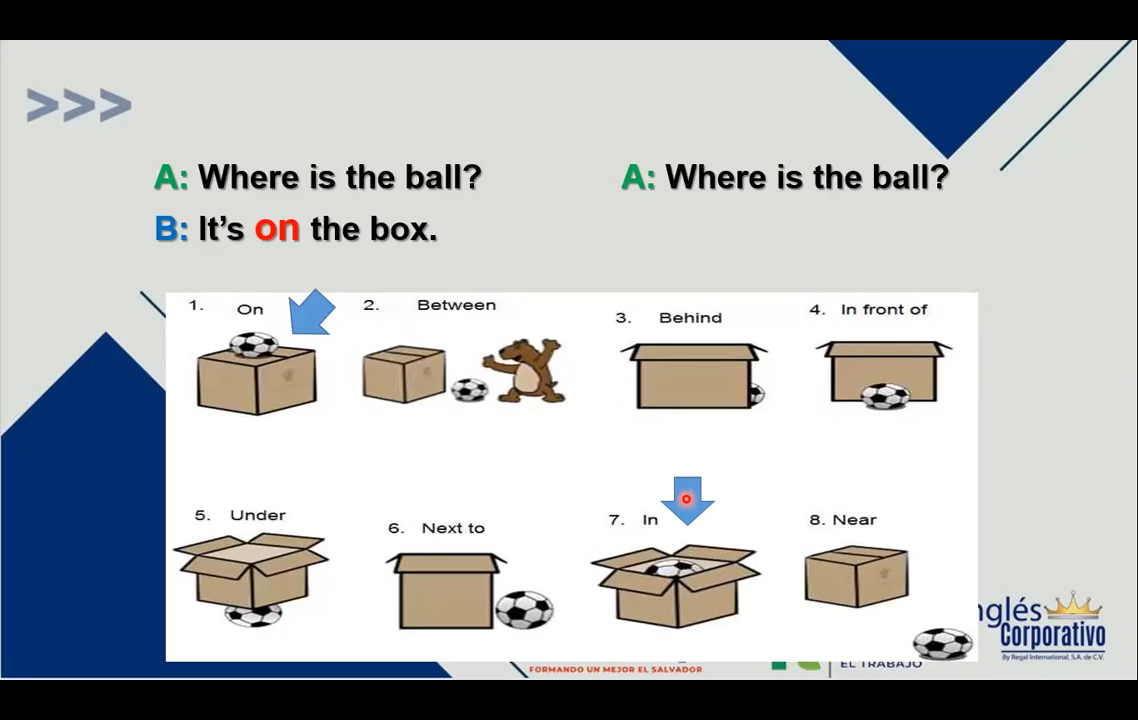 >>>
A: Where is the ball?
B: It's on the box.
A: Where is the ball?
1. On
2. Between
3. Behind
4. In front of
5. Under
6. Next to
7. In
8. Near
Corporativo
By Regal International, S.A. de C.V.
FORMANDO UN MEJOR EL SALVADOR
EL TRABAJO